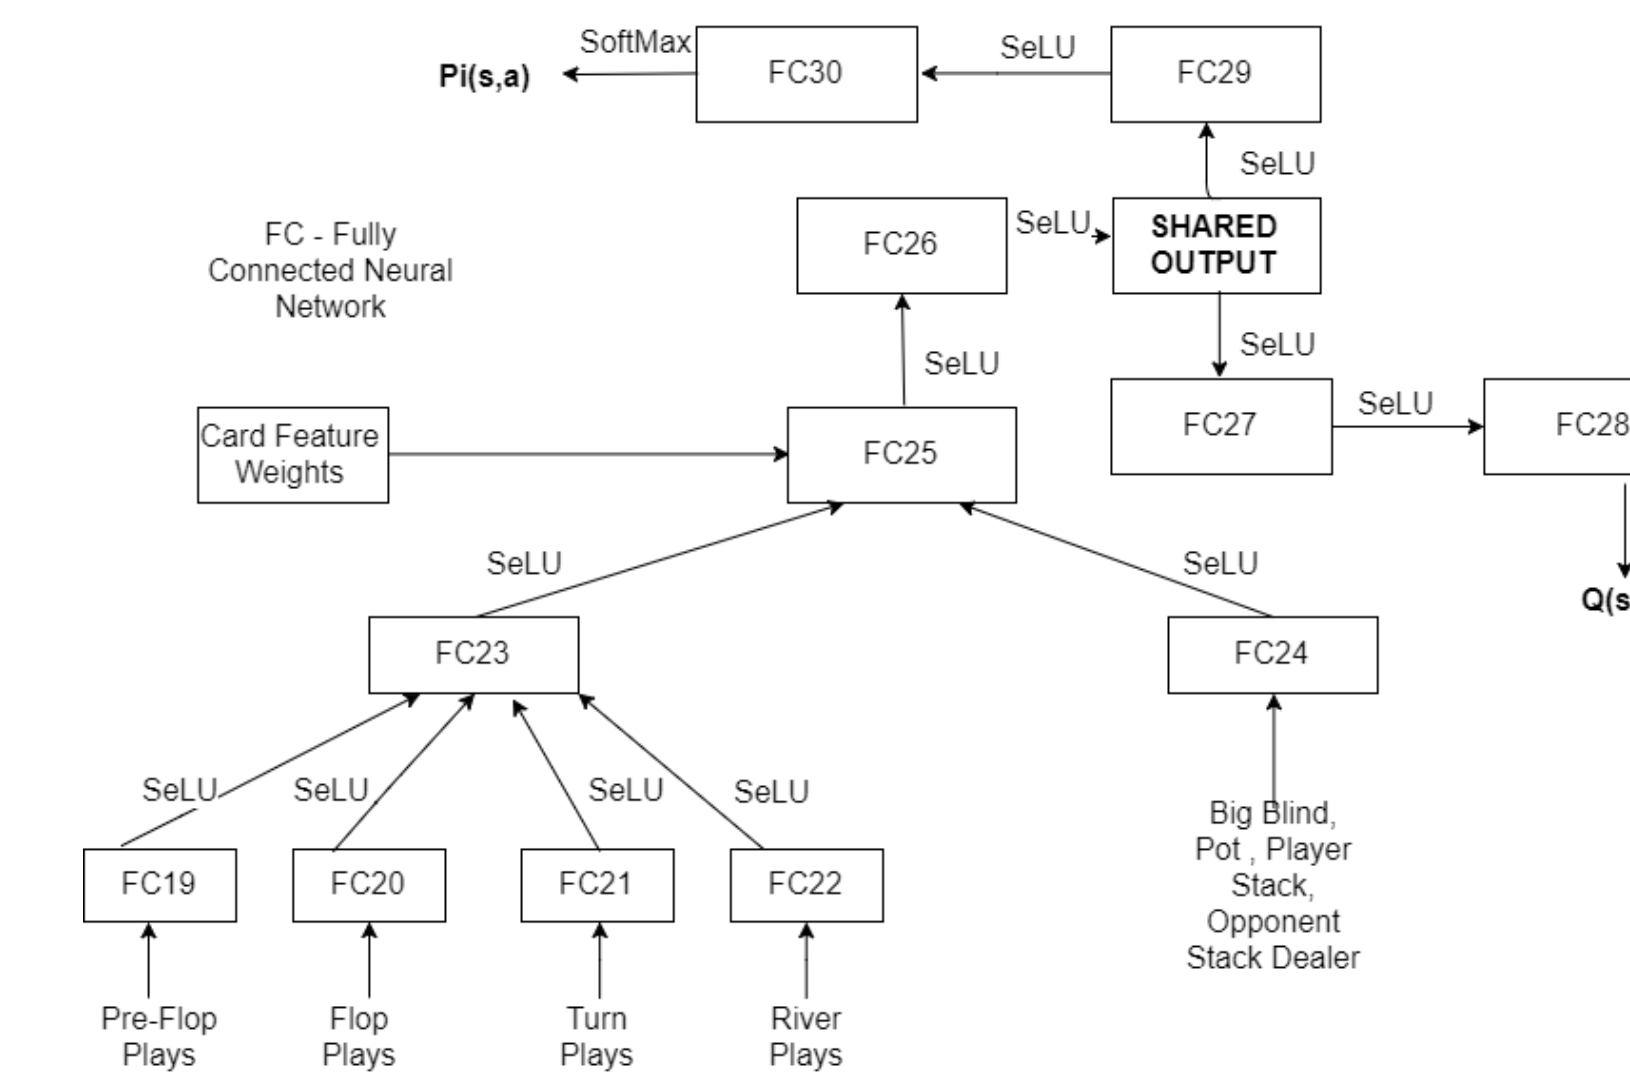 SoftMax
Pi(s,a)
FC30
SeLU
FC29
SeLU
FC - Fully
Connected Neural
Network
FC26
SeLU
SHARED
OUTPUT
SeLU
SeLU
Card Feature
Weights
FC25
FC27
SeLU
FC28
SeLU
SeLU
Q(s
FC23
FC24
SeLU
SeLU
SeLU
SeLU
Big Blind,
Pot , Player
Stack,
Opponent
Stack Dealer
FC19
FC20
FC21
FC22
Pre-Flop
Plays
Flop
Plays
Turn
Plays
River
Plays